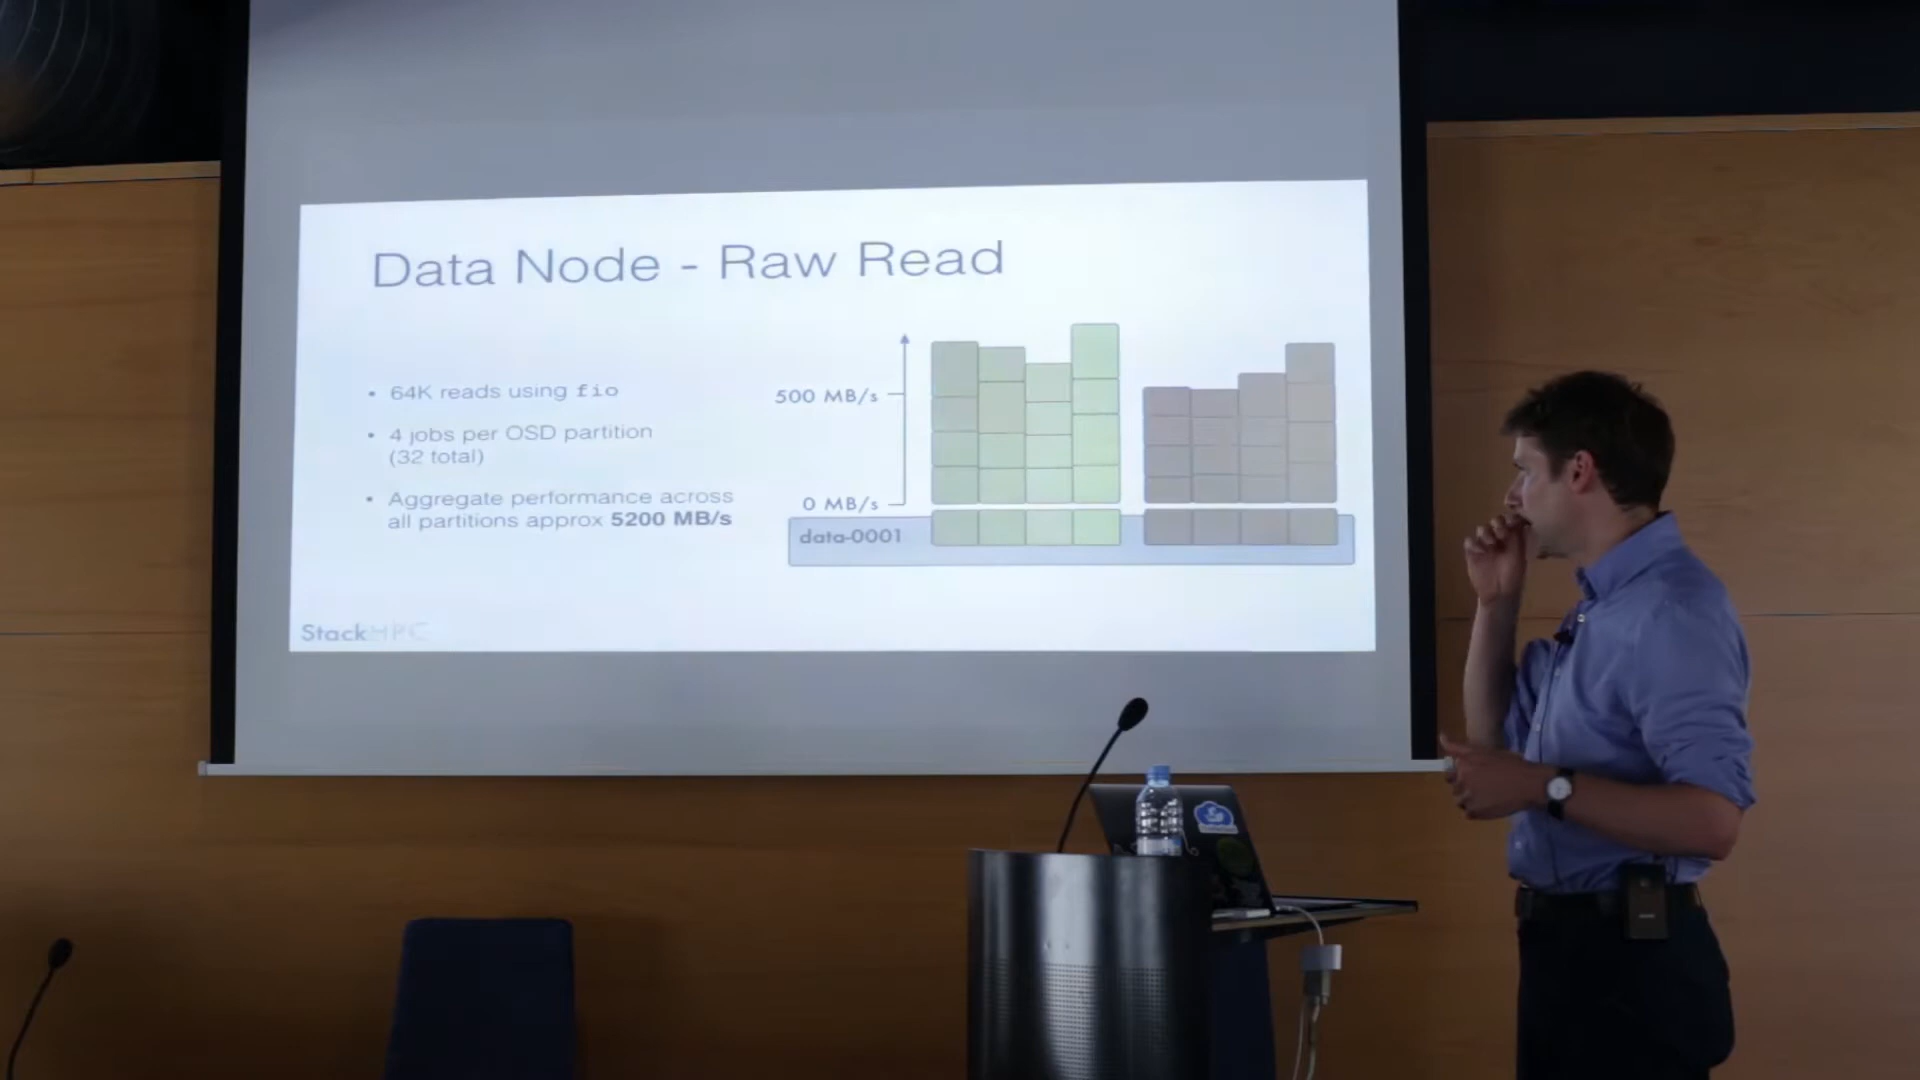 Data Node - Raw Read
• 64K reads using fio
• 4 jobs per OSD partition
(32 total)
• Aggregate performance across
all partitions approx 5200 MB/s
500 MB/s
0 MB/s
data-0001
StackHPC